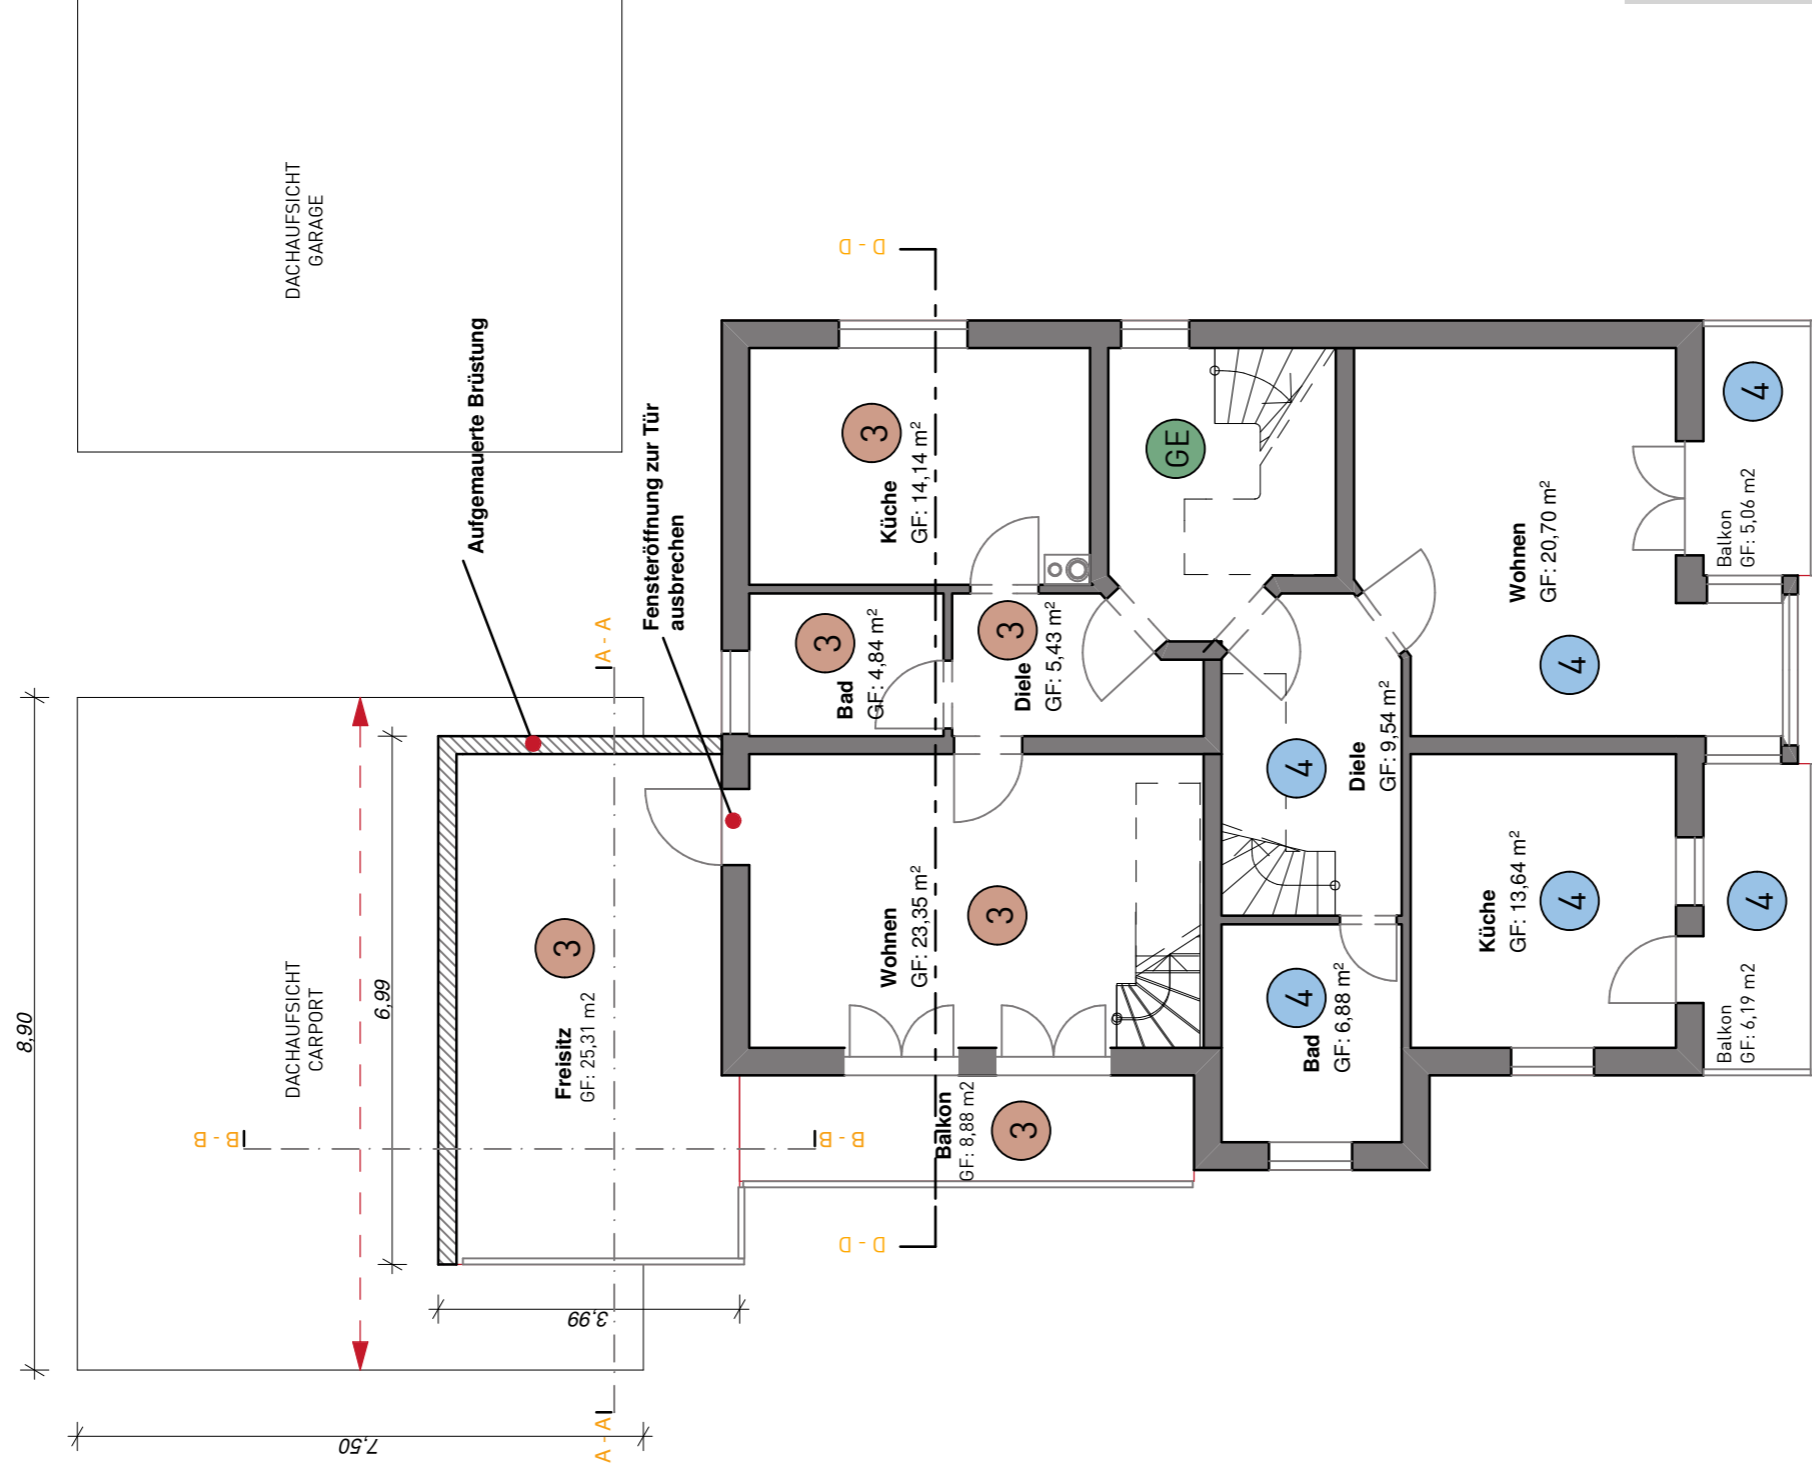 DACHAUFSICHT
GARAGE
DACHAUFSICHT
CARPORT
8,90
7,50
6,99
3,99
Aufgemauerte Brüstung
Fensteröffnung zur Tür
ausbrechen
A - A
A - A
B - B
B - B
D - D
D - D
Freisitz
GF: 25,31 m2
3
Küche
GF: 14,14 m²
3
Bad
GF: 4,84 m²
3
Diele
GF: 5,43 m²
3
Wohnen
GF: 23,35 m²
3
Balkon
GF: 8,88 m2
3
GE
Diele
GF: 9,54 m²
4
Bad
GF: 6,88 m²
4
Wohnen
GF: 20,70 m²
4
Küche
GF: 13,64 m²
4
Balkon
GF: 5,06 m2
4
Balkon
GF: 6,19 m2
4